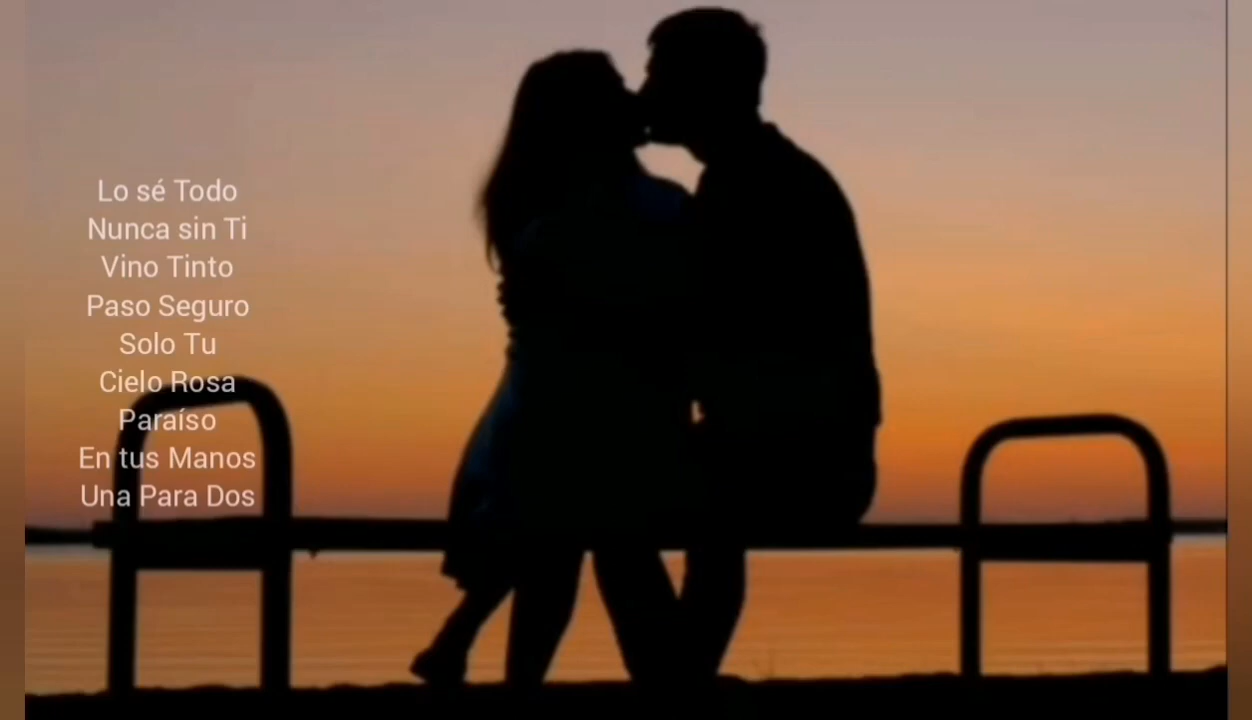 Lo sé Todo
Nunca sin Ti
Vino Tinto
Paso Seguro
Solo Tu
Cielo Rosa
Paraíso
En tus Manos
Una Para Dos